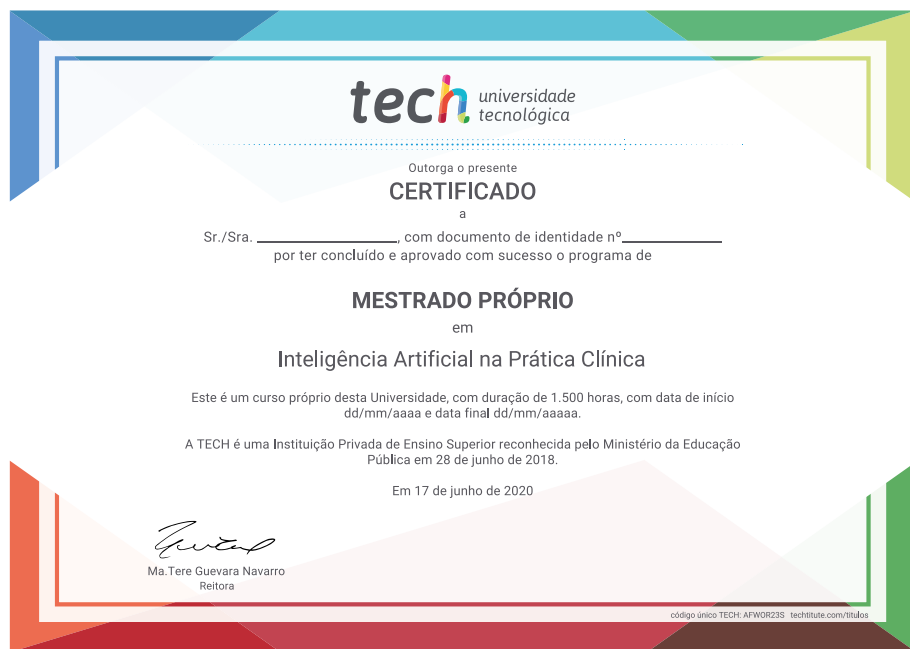 tech universidade
tecnológica
Outorga o presente
CERTIFICADO
a
Sr./Sra. ____________, com documento de identidade nº____________
por ter concluído e aprovado com sucesso o programa de
MESTRADO PRÓPRIO
em
Inteligência Artificial na Prática Clínica
Este é um curso próprio desta Universidade, com duração de 1.500 horas, com data de início
dd/mm/aaaa e data final dd/mm/aaaaa.
A TECH é uma Instituição Privada de Ensino Superior reconhecida pelo Ministério da Educação
Pública em 28 de junho de 2018.
Em 17 de junho de 2020
Ma.Tere Guevara Navarro
Reitora
código único TECH: AFWOR23S techtitute.com/titulos